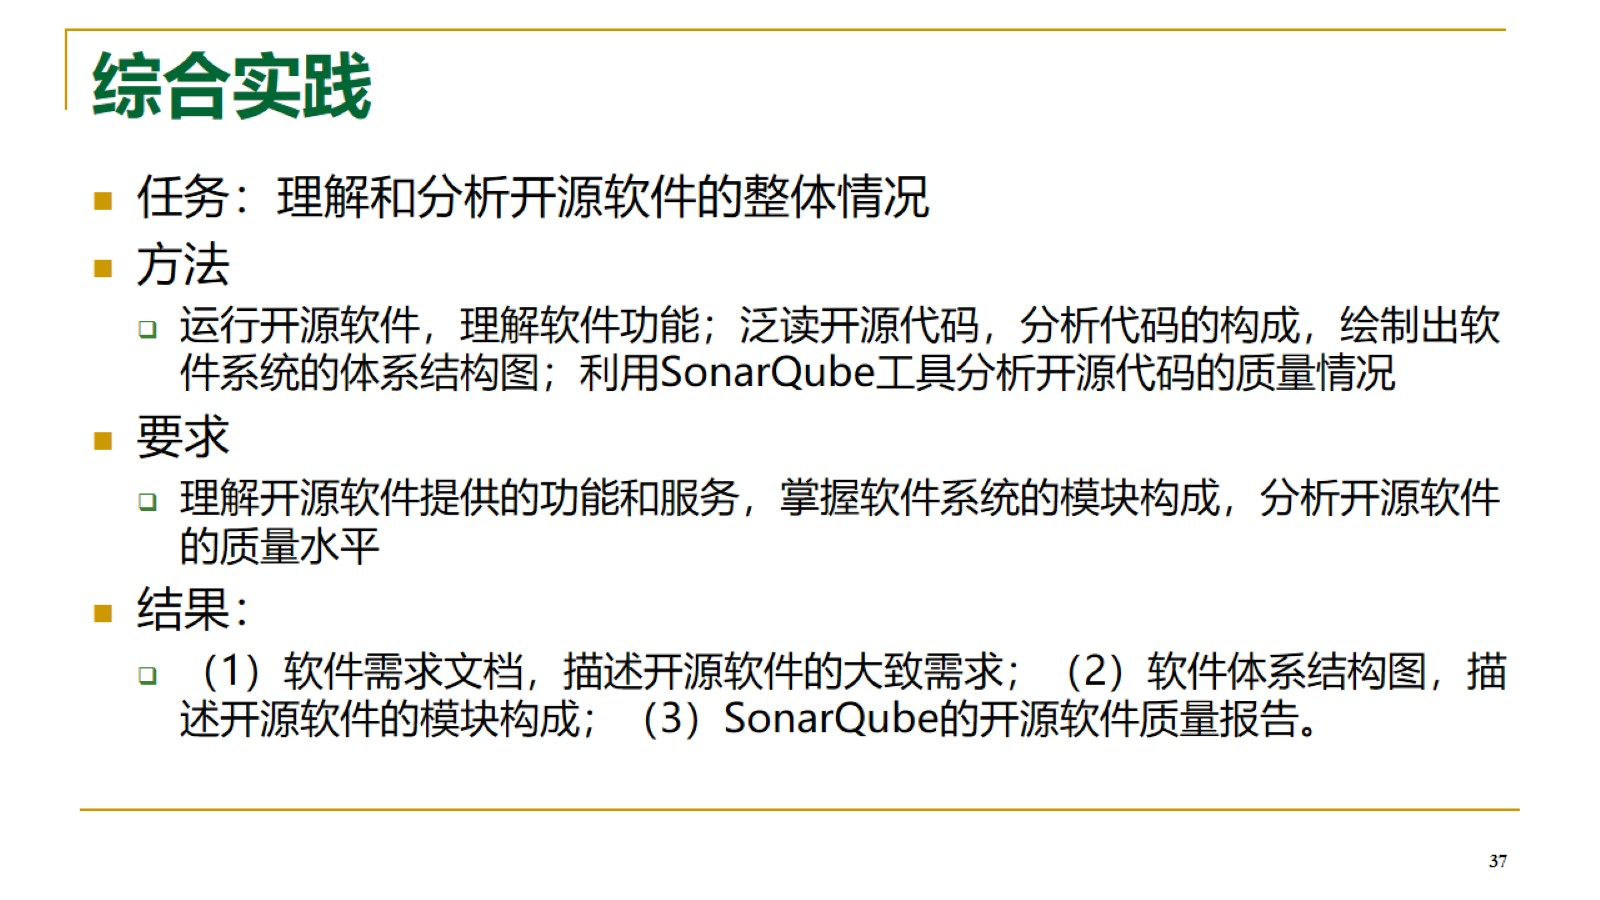 综合实践
任务：理解和分析开源软件的整体情况
方法
运行开源软件，理解软件功能；泛读开源代码，分析代码的构成，绘制出软
件系统的体系结构图；利用SonarQube工具分析开源代码的质量情况
要求
理解开源软件提供的功能和服务，掌握软件系统的模块构成，分析开源软件
的质量水平
结果：
（1）软件需求文档，描述开源软件的大致需求；（2）软件体系结构图，描
述开源软件的模块构成；（3）SonarQube的开源软件质量报告。
37